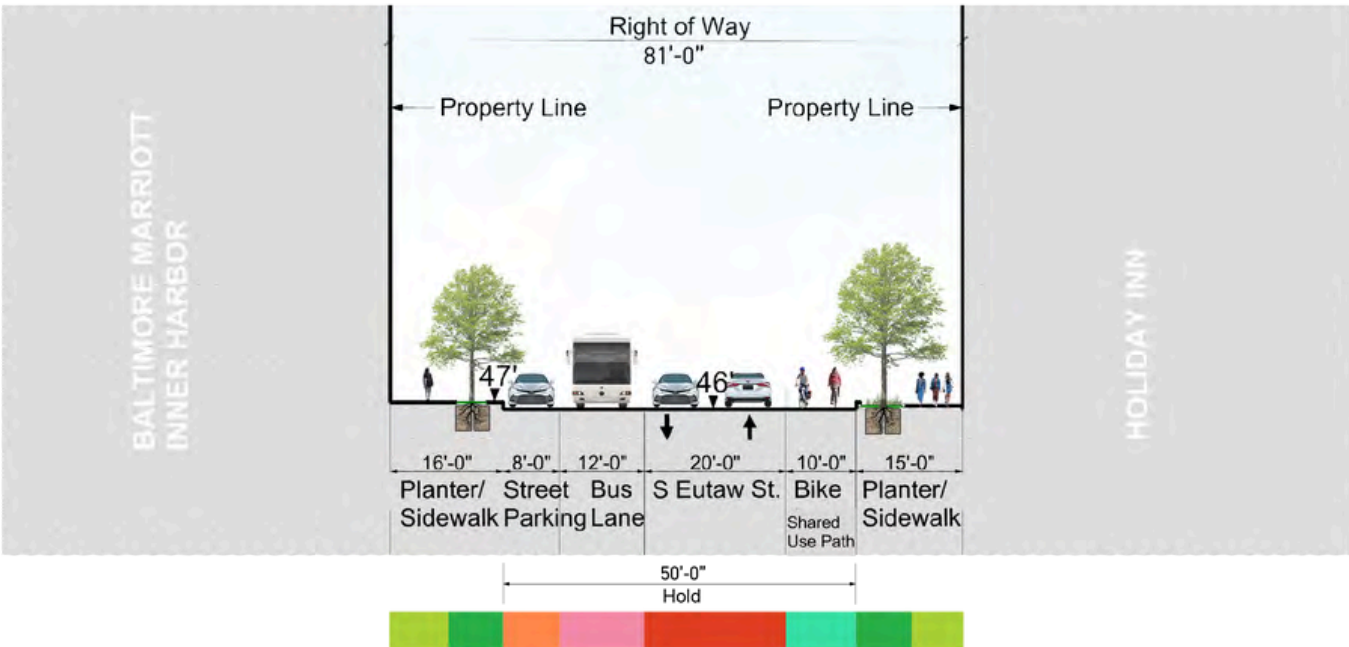 Right of Way
81'-0"
Property Line
Property Line
BALTIMORE MARRIOTT
INNER HARBOR
HOLIDAY INN
47'
46'
16'-0"
8'-0"
12'-0"
20'-0"
10'-0"
15'-0"
Planter/
Sidewalk
Street
Parking
Bus
Lane
S Eutaw St.
Bike
Shared
Use Path
Planter/
Sidewalk
50'-0"
Hold